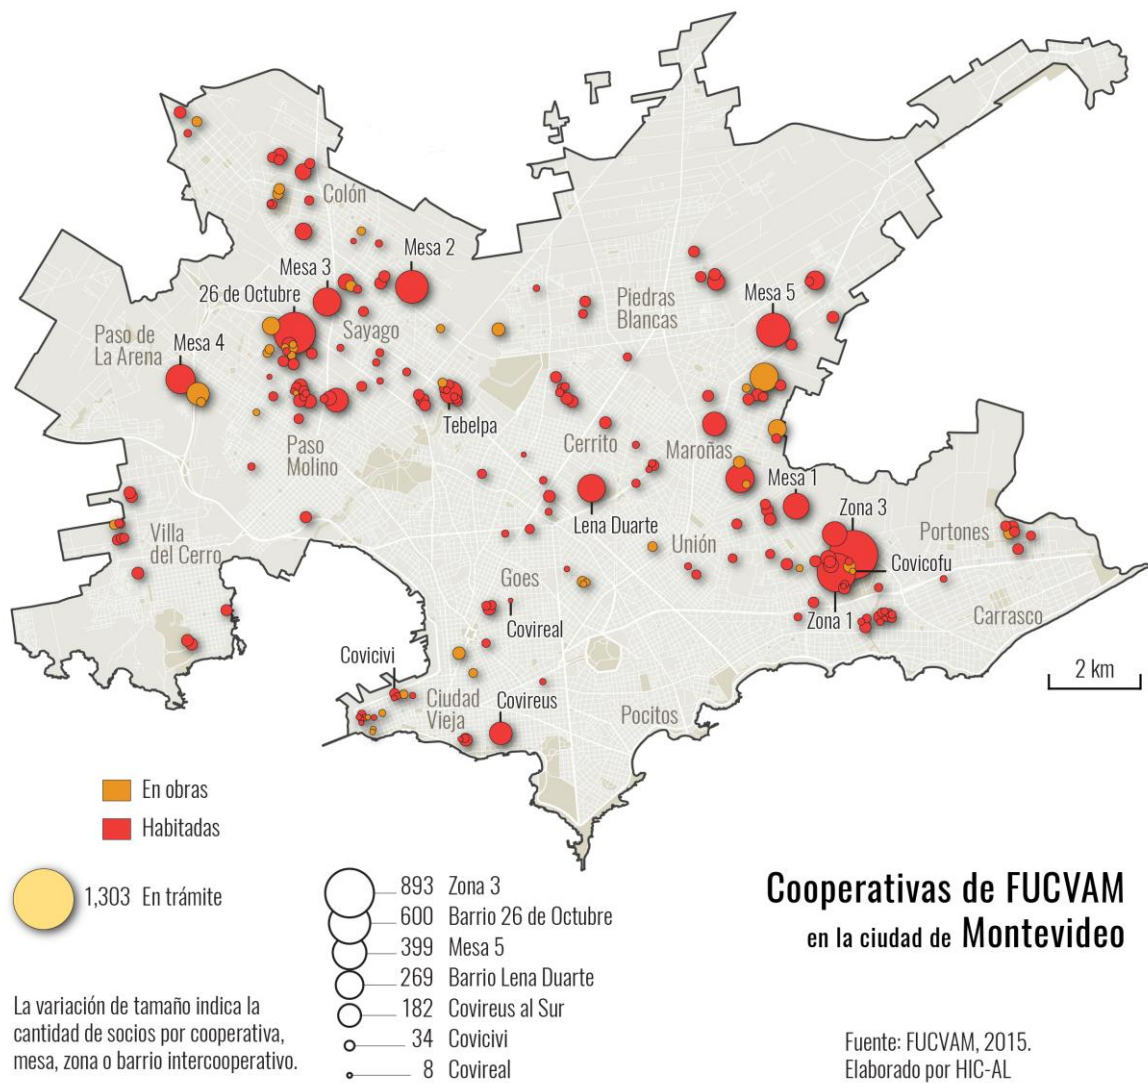 Colón
Mesa 2
Mesa 3
26 de Octubre
Sayago
Paso de
La Arena
Mesa 4
Piedras
Blancas
Mesa 5
Tebelpa
Paso
Molino
Cerrito
Maroñas
Mesa 1
Lena Duarte
Zona 3
Portones
Villa
del Cerro
Unión
Covicofu
Goes
Covireal
Zona 1
Carrasco
Covicivi
Ciudad
Vieja
Covireus
Pocitos
2 km
En obras
Habitadas
1,303 En trámite
893 Zona 3
600 Barrio 26 de Octubre
399 Mesa 5
269 Barrio Lena Duarte
182 Covireus al Sur
34 Covicivi
8 Covireal
La variación de tamaño indica la
cantidad de socios por cooperativa,
mesa, zona o barrio intercooperativo.
Cooperativas de FUCVAM
en la ciudad de Montevideo
Fuente: FUCVAM, 2015.
Elaborado por HIC-AL